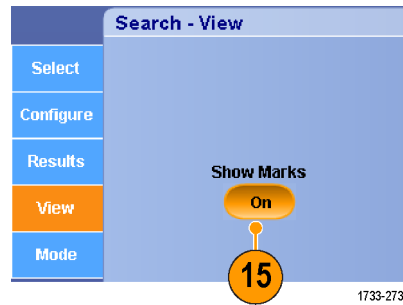 Search - View
Select
Configure
Results
View
Mode
Show Marks
On
15
1733-273